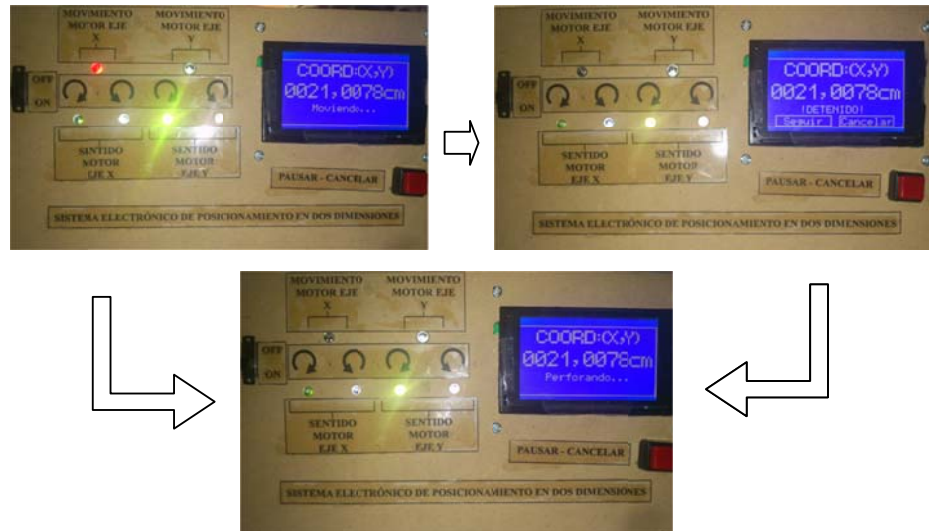 MOVIMIENTO
MOTOR EJE
X
MOVIMIENTO
MOTOR EJE
Y
OFF
ON
SENTIDO
MOTOR
EJE X
SENTIDO
MOTOR
EJE Y
COORD:(X,Y)
0021,0078cm
Moviendo...
PAUSAR - CANCELAR
SISTEMA ELECTRÓNICO DE POSICIONAMIENTO EN DOS DIMENSIONES
MOVIMIENTO
MOTOR EJE
X
MOVIMIENTO
MOTOR EJE
Y
OFF
ON
SENTIDO
MOTOR
EJE X
SENTIDO
MOTOR
EJE Y
COORD:(X,Y)
0021,0078cm
!DETENIDO!
Seguir Cancelar
PAUSAR - CANCELAR
SISTEMA ELECTRÓNICO DE POSICIONAMIENTO EN DOS DIMENSIONES
MOVIMIENTO
MOTOR EJE
X
MOVIMIENTO
MOTOR EJE
Y
OFF
ON
SENTIDO
MOTOR
EJE X
SENTIDO
MOTOR
EJE Y
COORD:(X,Y)
0021,0078cm
Perforando...
PAUSAR - CANCELAR
SISTEMA ELECTRÓNICO DE POSICIONAMIENTO EN DOS DIMENSIONES